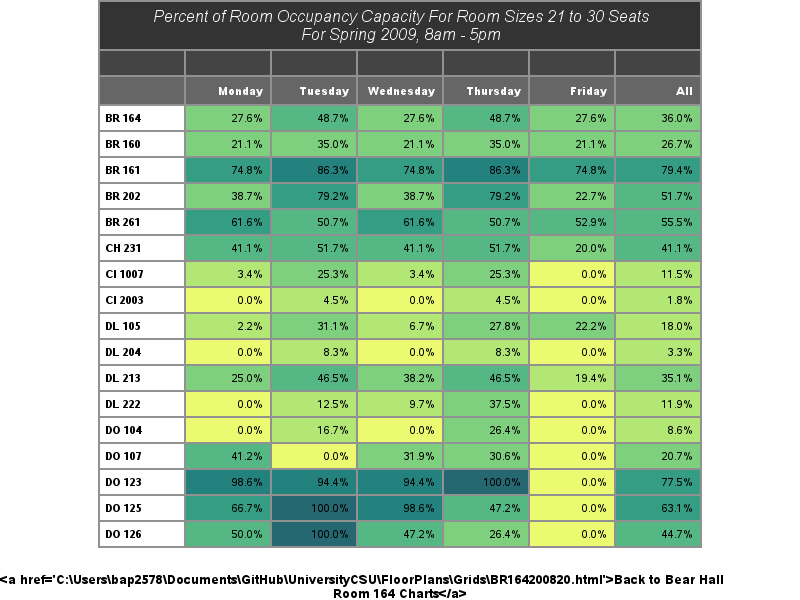 Percent of Room Occupancy Capacity For Room Sizes 21 to 30 Seats
For Spring 2009, 8am - 5pm
Monday Tuesday Wednesday Thursday Friday All
BR 164 27.6% 48.7% 27.6% 48.7% 27.6% 36.0%
BR 160 21.1% 35.0% 21.1% 35.0% 21.1% 26.7%
BR 161 74.8% 86.3% 74.8% 86.3% 74.8% 79.4%
BR 202 38.7% 79.2% 38.7% 79.2% 22.7% 51.7%
BR 261 61.6% 50.7% 61.6% 50.7% 52.9% 55.5%
CH 231 41.1% 51.7% 41.1% 51.7% 20.0% 41.1%
CI 1007 3.4% 25.3% 3.4% 25.3% 0.0% 11.5%
CI 2003 0.0% 4.5% 0.0% 4.5% 0.0% 1.8%
DL 105 2.2% 31.1% 6.7% 27.8% 22.2% 18.0%
DL 204 0.0% 8.3% 0.0% 8.3% 0.0% 3.3%
DL 213 25.0% 46.5% 38.2% 46.5% 19.4% 35.1%
DL 222 0.0% 12.5% 9.7% 37.5% 0.0% 11.9%
DO 104 0.0% 16.7% 0.0% 26.4% 0.0% 8.6%
DO 107 41.2% 0.0% 31.9% 30.6% 0.0% 20.7%
DO 123 98.6% 94.4% 94.4% 100.0% 0.0% 77.5%
DO 125 66.7% 100.0% 98.6% 47.2% 0.0% 63.1%
DO 126 50.0% 100.0% 47.2% 26.4% 0.0% 44.7%
<a href='C:\Users\bap2578\Documents\GitHub\UniversityCSU\FloorPlans\Grids\BR164200820.html'>Back to Bear Hall
Room 164 Charts</a>